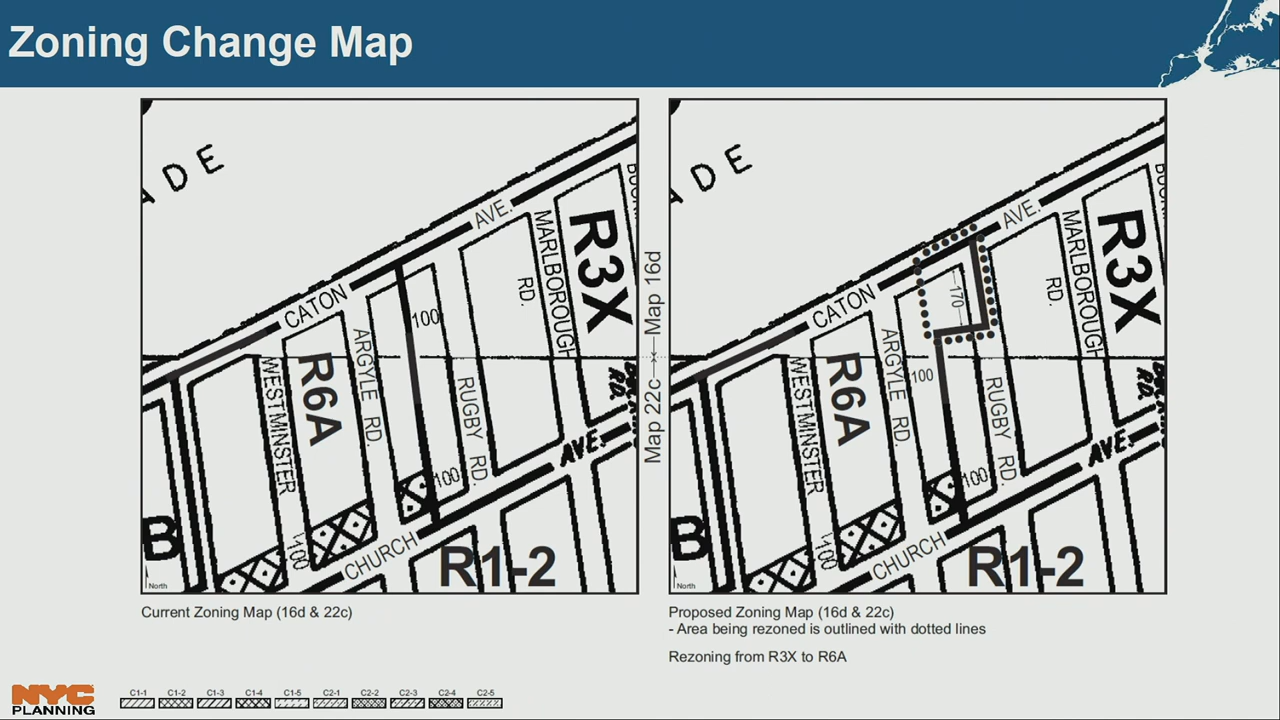 Zoning Change Map
ADE
AVE.
MARLBOROUGH
RD.
R3X
CATON
100
ARGYLE RD.
R6A
WESTMINSTER
RUGBY RD.
AVE.
RD.
100
100
CHURCH
B
R1-2
North
Map 22c
Map 16d
ADE
AVE.
MARLBOROUGH
RD.
R3X
CATON
170
ARGYLE RD.
R6A
100
WESTMINSTER
RUGBY RD.
AVE.
RD.
100
100
CHURCH
B
R1-2
North
Current Zoning Map (16d & 22c)
Proposed Zoning Map (16d & 22c)
- Area being rezoned is outlined with dotted lines
Rezoning from R3X to R6A
NYC
PLANNING
C1-1 C1-2 C1-3 C1-4 C1-5 C2-1 C2-2 C2-3 C2-4 C2-5